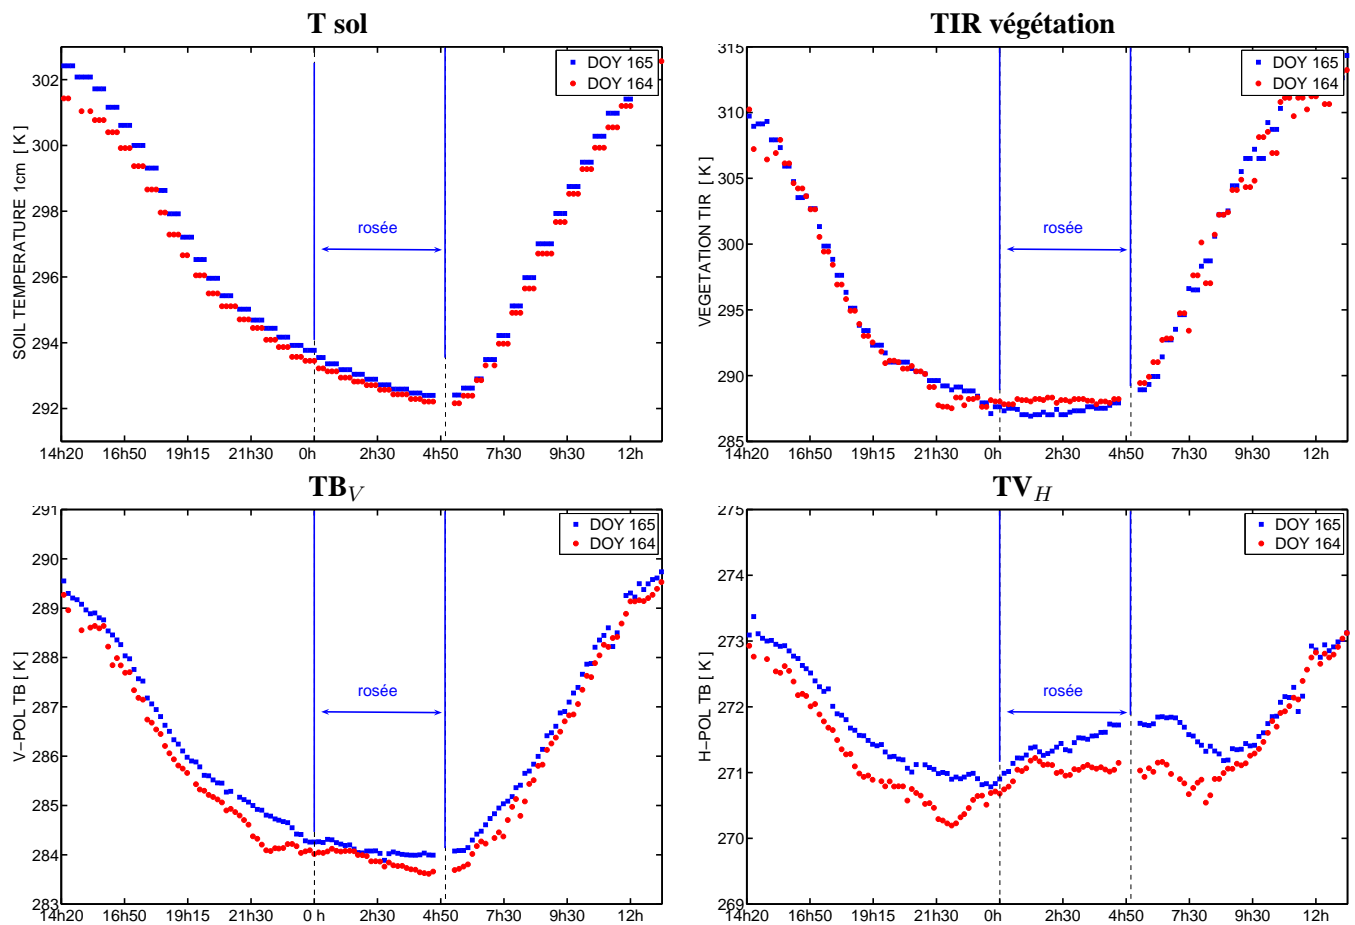 T sol
TIR végétation
SOIL TEMPERATURE 1cm [ K ]
302
300
298
296
294
292
DOY 165
DOY 164
rosée
14h20 16h50 19h15 21h30 0h 2h30 4h50 7h30 9h30 12h
VEGETATION TIR [ K ]
315
310
305
300
295
290
285
DOY 165
DOY 164
rosée
14h20 16h50 19h15 21h30 0h 2h30 4h50 7h30 9h30 12h
TBV
TVH
V−POL TB [ K ]
291
290
289
288
287
286
285
284
283
DOY 165
DOY 164
rosée
14h20 16h50 19h15 21h30 0 h 2h30 4h50 7h30 9h30 12h
H−POL TB [ K ]
275
274
273
272
271
270
269
DOY 165
DOY 164
rosée
14h20 16h50 19h15 21h30 0h 2h30 4h50 7h30 9h30 12h